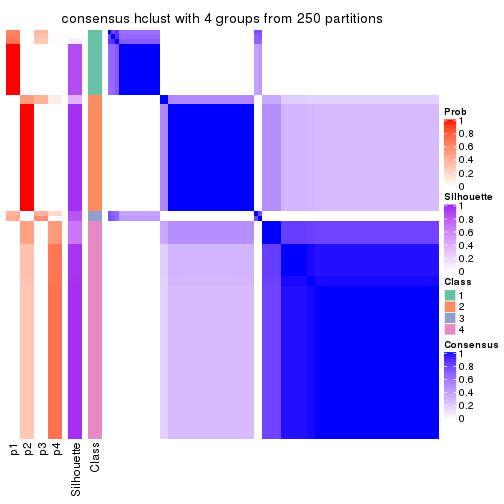 consensus hclust with 4 groups from 250 partitions
Prob
1
0.8
0.6
0.4
0.2
0
Silhouette
1
0.8
0.6
0.4
0.2
0
Class
1
2
3
4
Consensus
1
0.8
0.6
0.4
0.2
0
p1
p2
p3
p4
Silhouette
Class